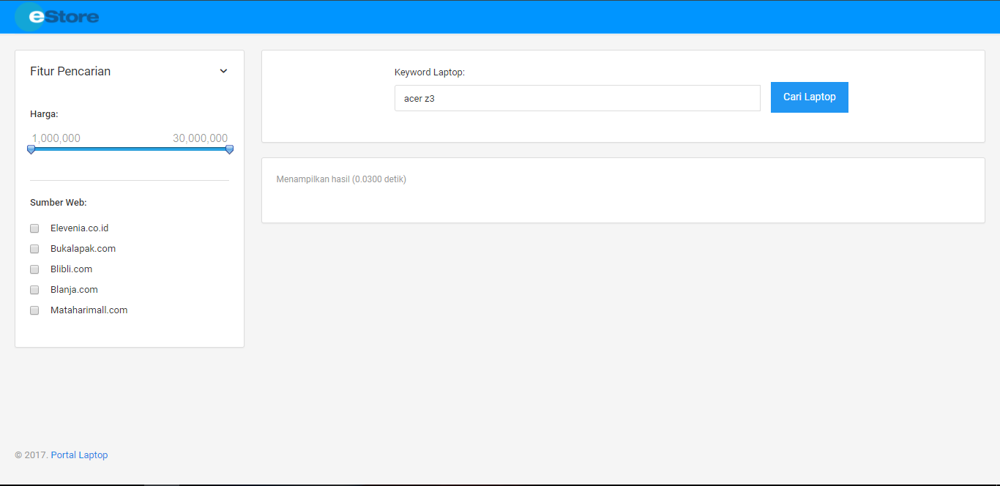 eStore
Fitur Pencarian
Harga:
1,000,000 30,000,000
Sumber Web:
Elevenia.co.id
Bukalapak.com
Blibli.com
Blanja.com
Mataharimall.com
Keyword Laptop:
acer z3
Cari Laptop
Menampilkan hasil (0.0300 detik)
© 2017. Portal Laptop